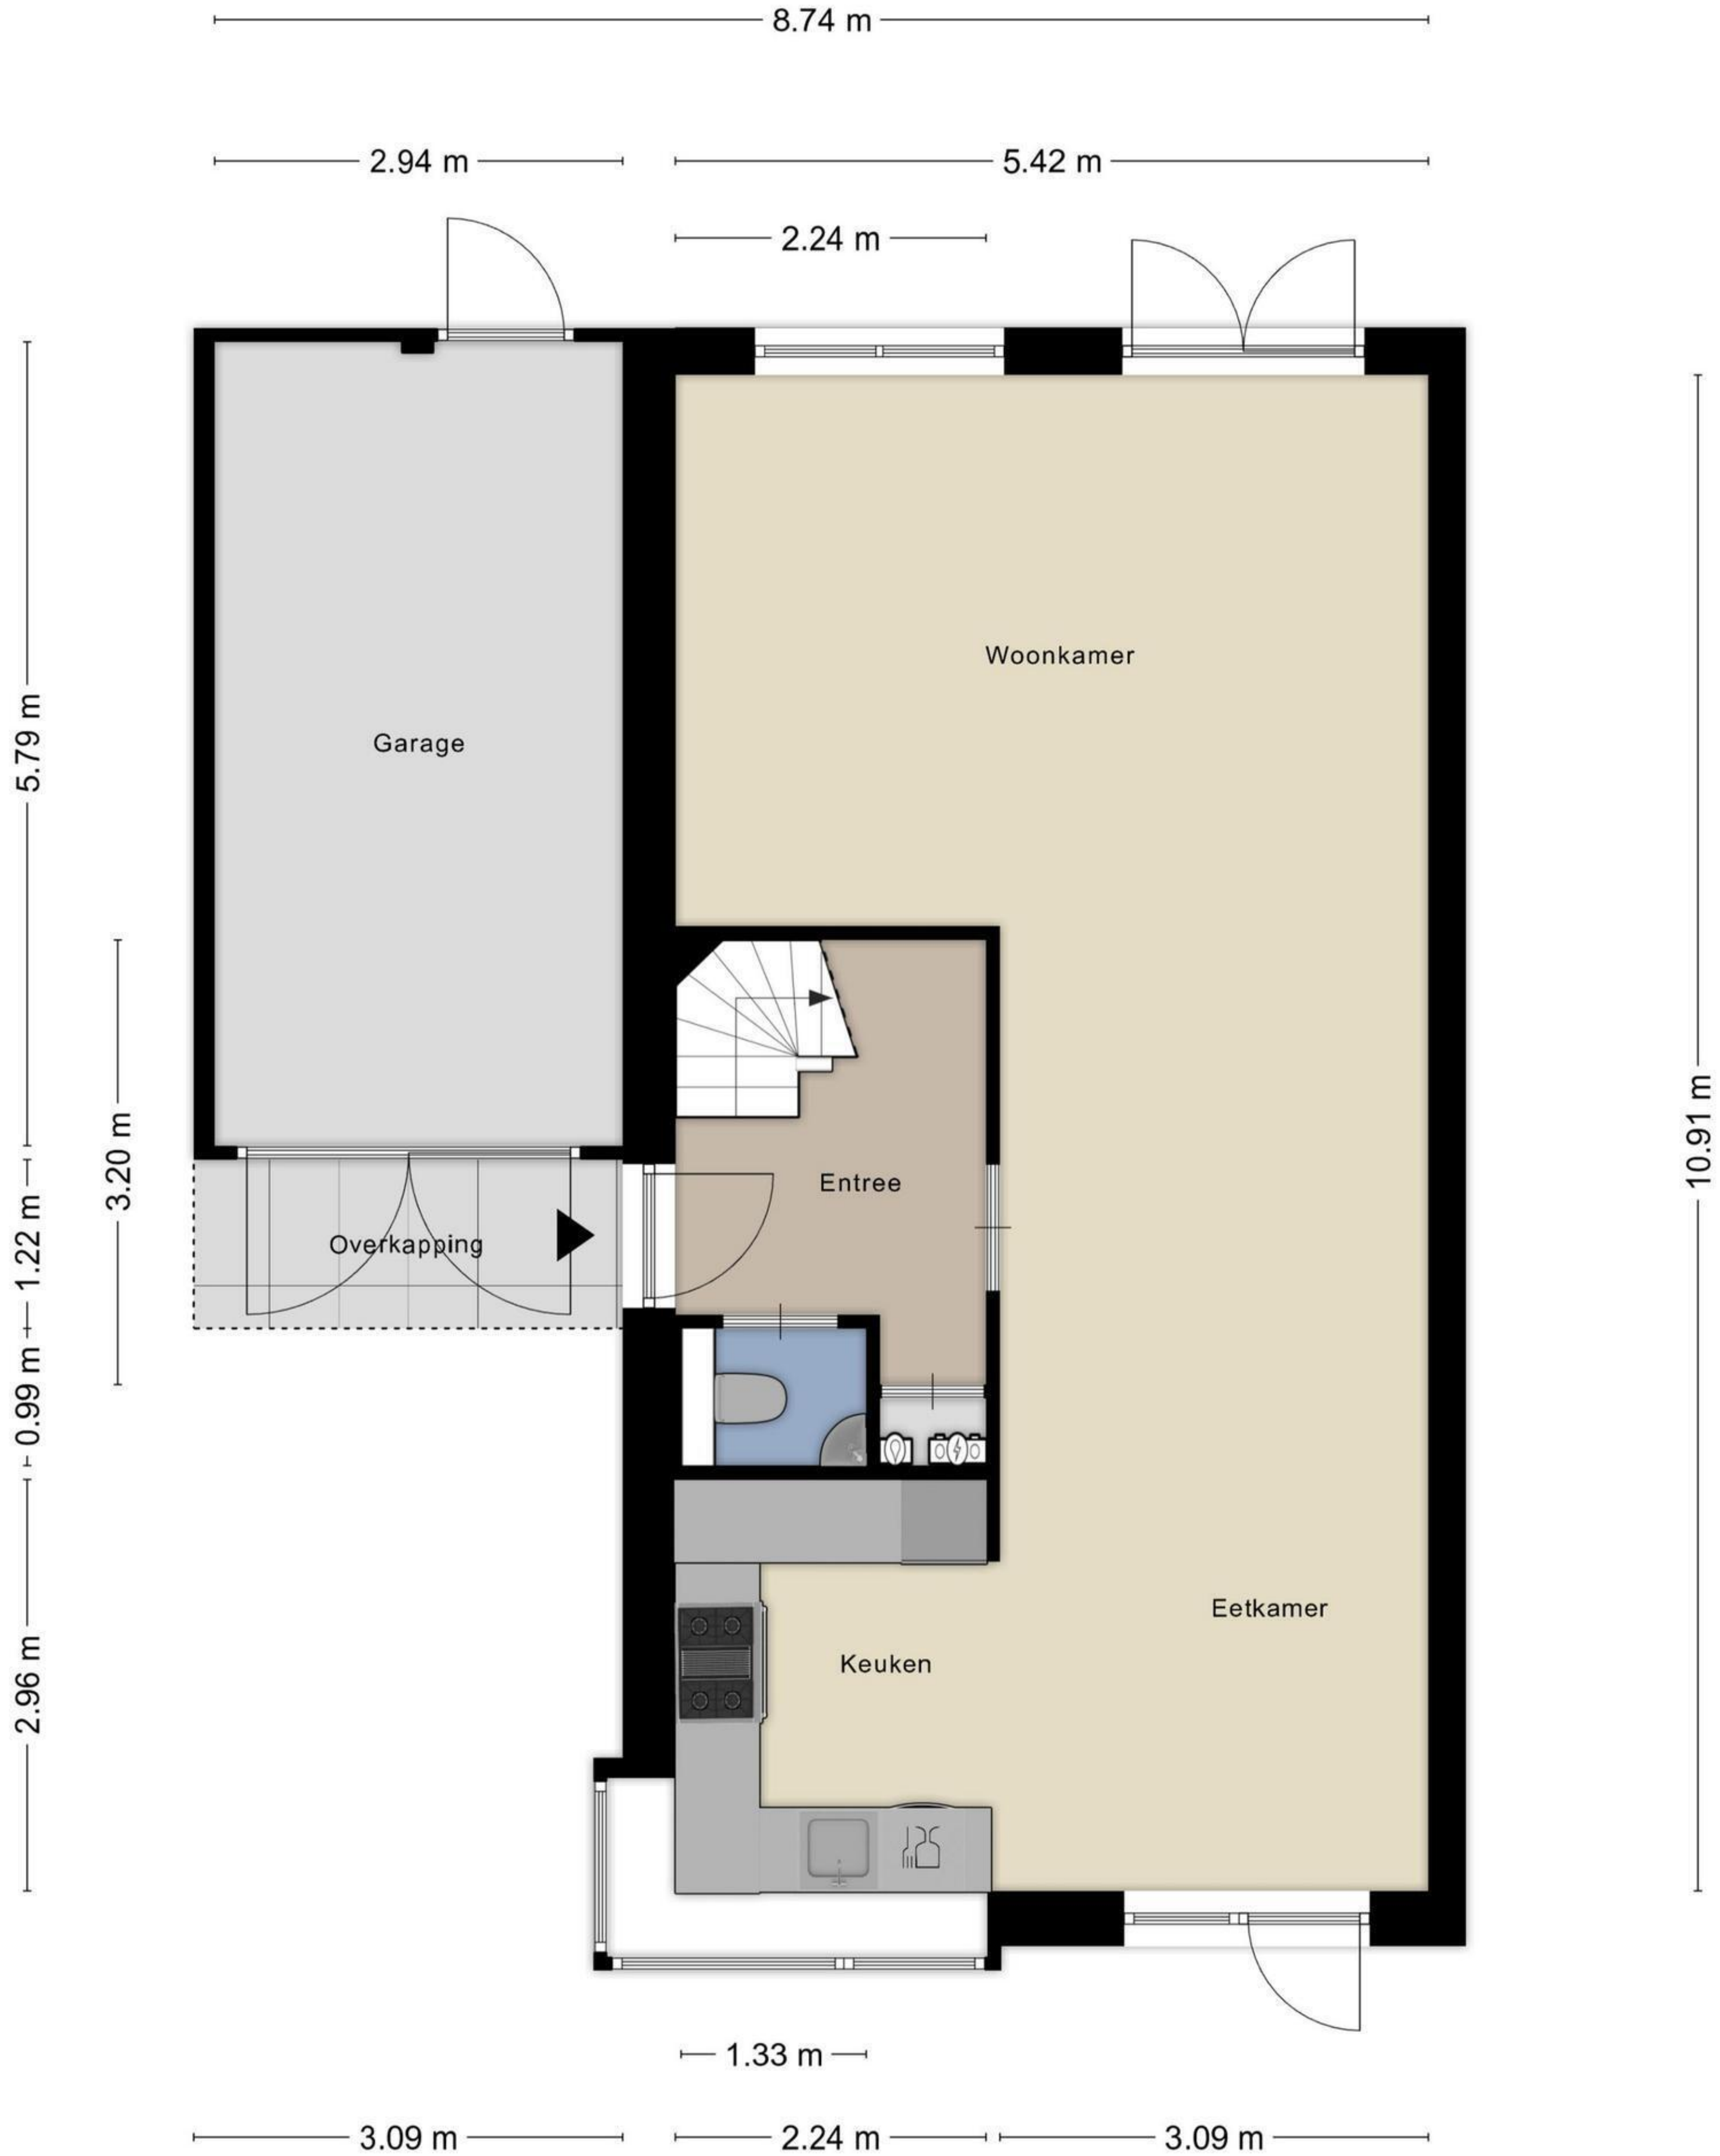 8.74 m
2.94 m
5.42 m
2.24 m
Woonkamer
Garage
5.79 m
10.91 m
3.20 m
Entree
1.22 m
Overkapping
0.99 m
Eetkamer
Keuken
2.96 m
1.33 m
3.09 m
2.24 m
3.09 m